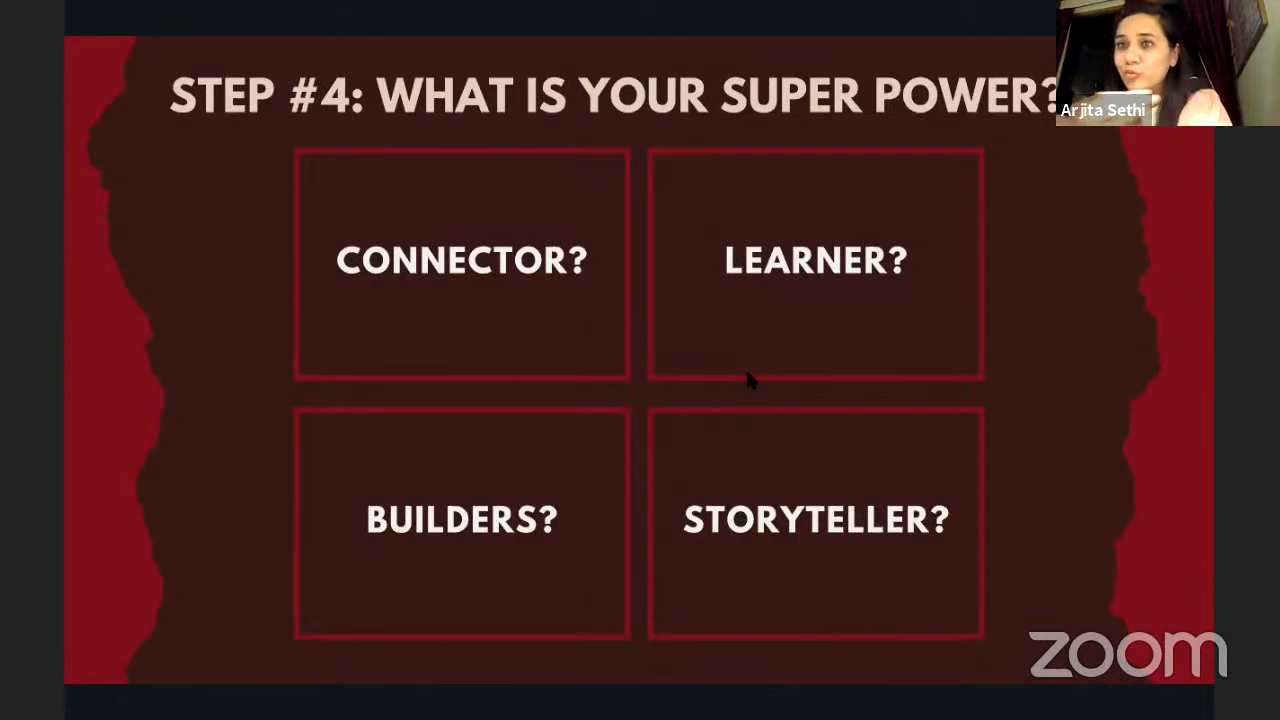 STEP #4: WHAT IS YOUR SUPER POWER?
Arjita Sethi
CONNECTOR?
LEARNER?
BUILDERS?
STORYTELLER?
zoom